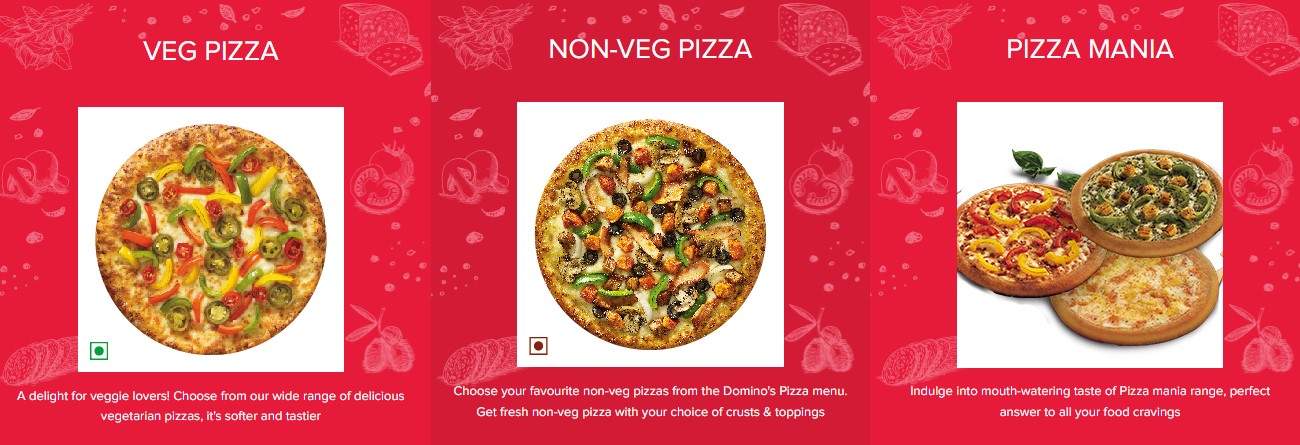 VEG PIZZA
A delight for veggie lovers! Choose from our wide range of delicious
vegetarian pizzas, it's softer and tastier
NON-VEG PIZZA
Choose your favourite non-veg pizzas from the Domino's Pizza menu.
Get fresh non-veg pizza with your choice of crusts & toppings
PIZZA MANIA
Indulge into mouth-watering taste of Pizza mania range, perfect
answer to all your food cravings